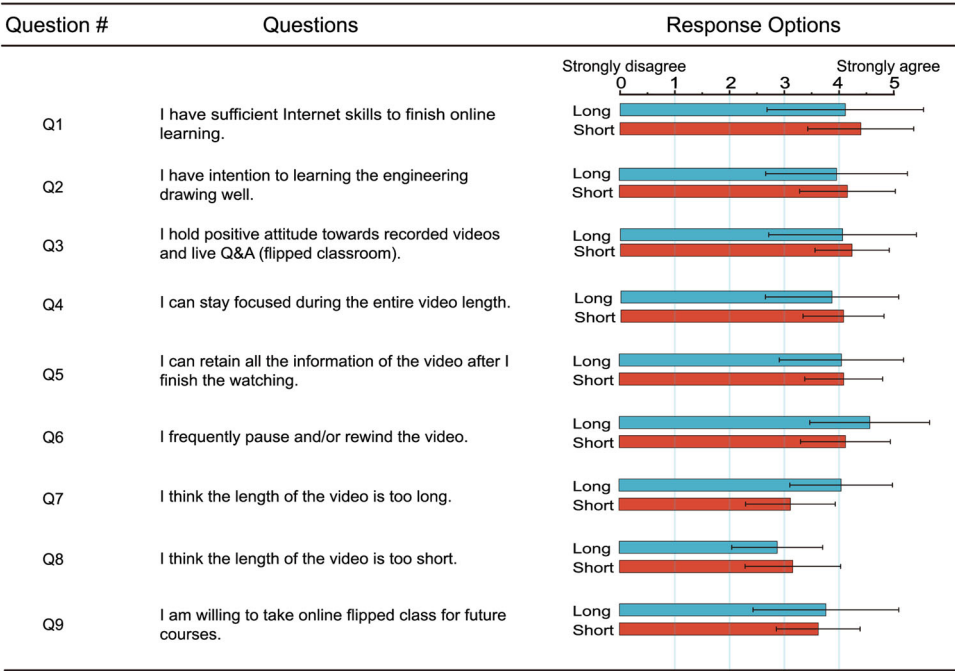 Question # Questions Response Options
Strongly disagree Strongly agree
0 1 2 3 4 5
Q1 I have sufficient Internet skills to finish online
learning.
Long
Short
Q2 I have intention to learning the engineering
drawing well.
Long
Short
Q3 I hold positive attitude towards recorded videos
and live Q&A (flipped classroom).
Long
Short
Q4 I can stay focused during the entire video length.
Long
Short
Q5 I can retain all the information of the video after I
finish the watching.
Long
Short
Q6 I frequently pause and/or rewind the video.
Long
Short
Q7 I think the length of the video is too long.
Long
Short
Q8 I think the length of the video is too short.
Long
Short
Q9 I am willing to take online flipped class for future
courses.
Long
Short